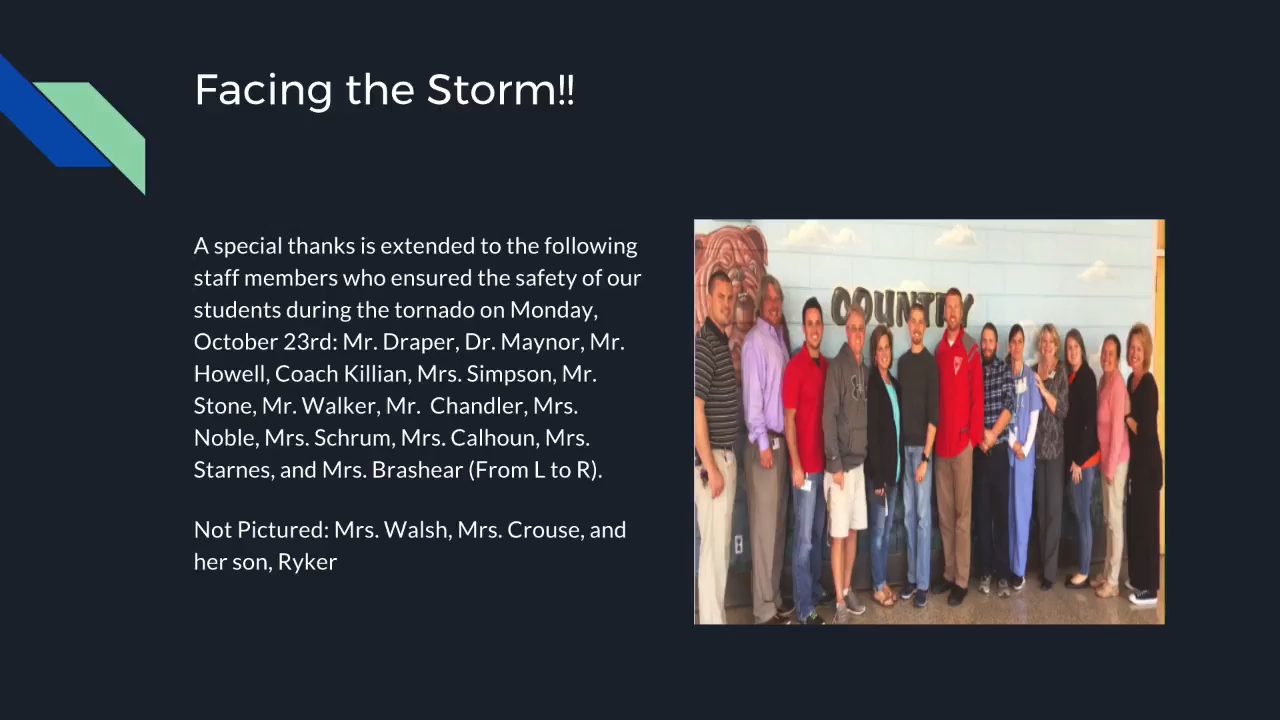 Facing the Storm!!
A special thanks is extended to the following
staff members who ensured the safety of our
students during the tornado on Monday,
October 23rd: Mr. Draper, Dr. Maynor, Mr.
Howell, Coach Killian, Mrs. Simpson, Mr.
Stone, Mr. Walker, Mr.  Chandler, Mrs.
Noble, Mrs. Schrum, Mrs. Calhoun, Mrs.
Starnes, and Mrs. Brashear (From L to R).
Not Pictured: Mrs. Walsh, Mrs. Crouse, and
her son, Ryker
COUNTRY